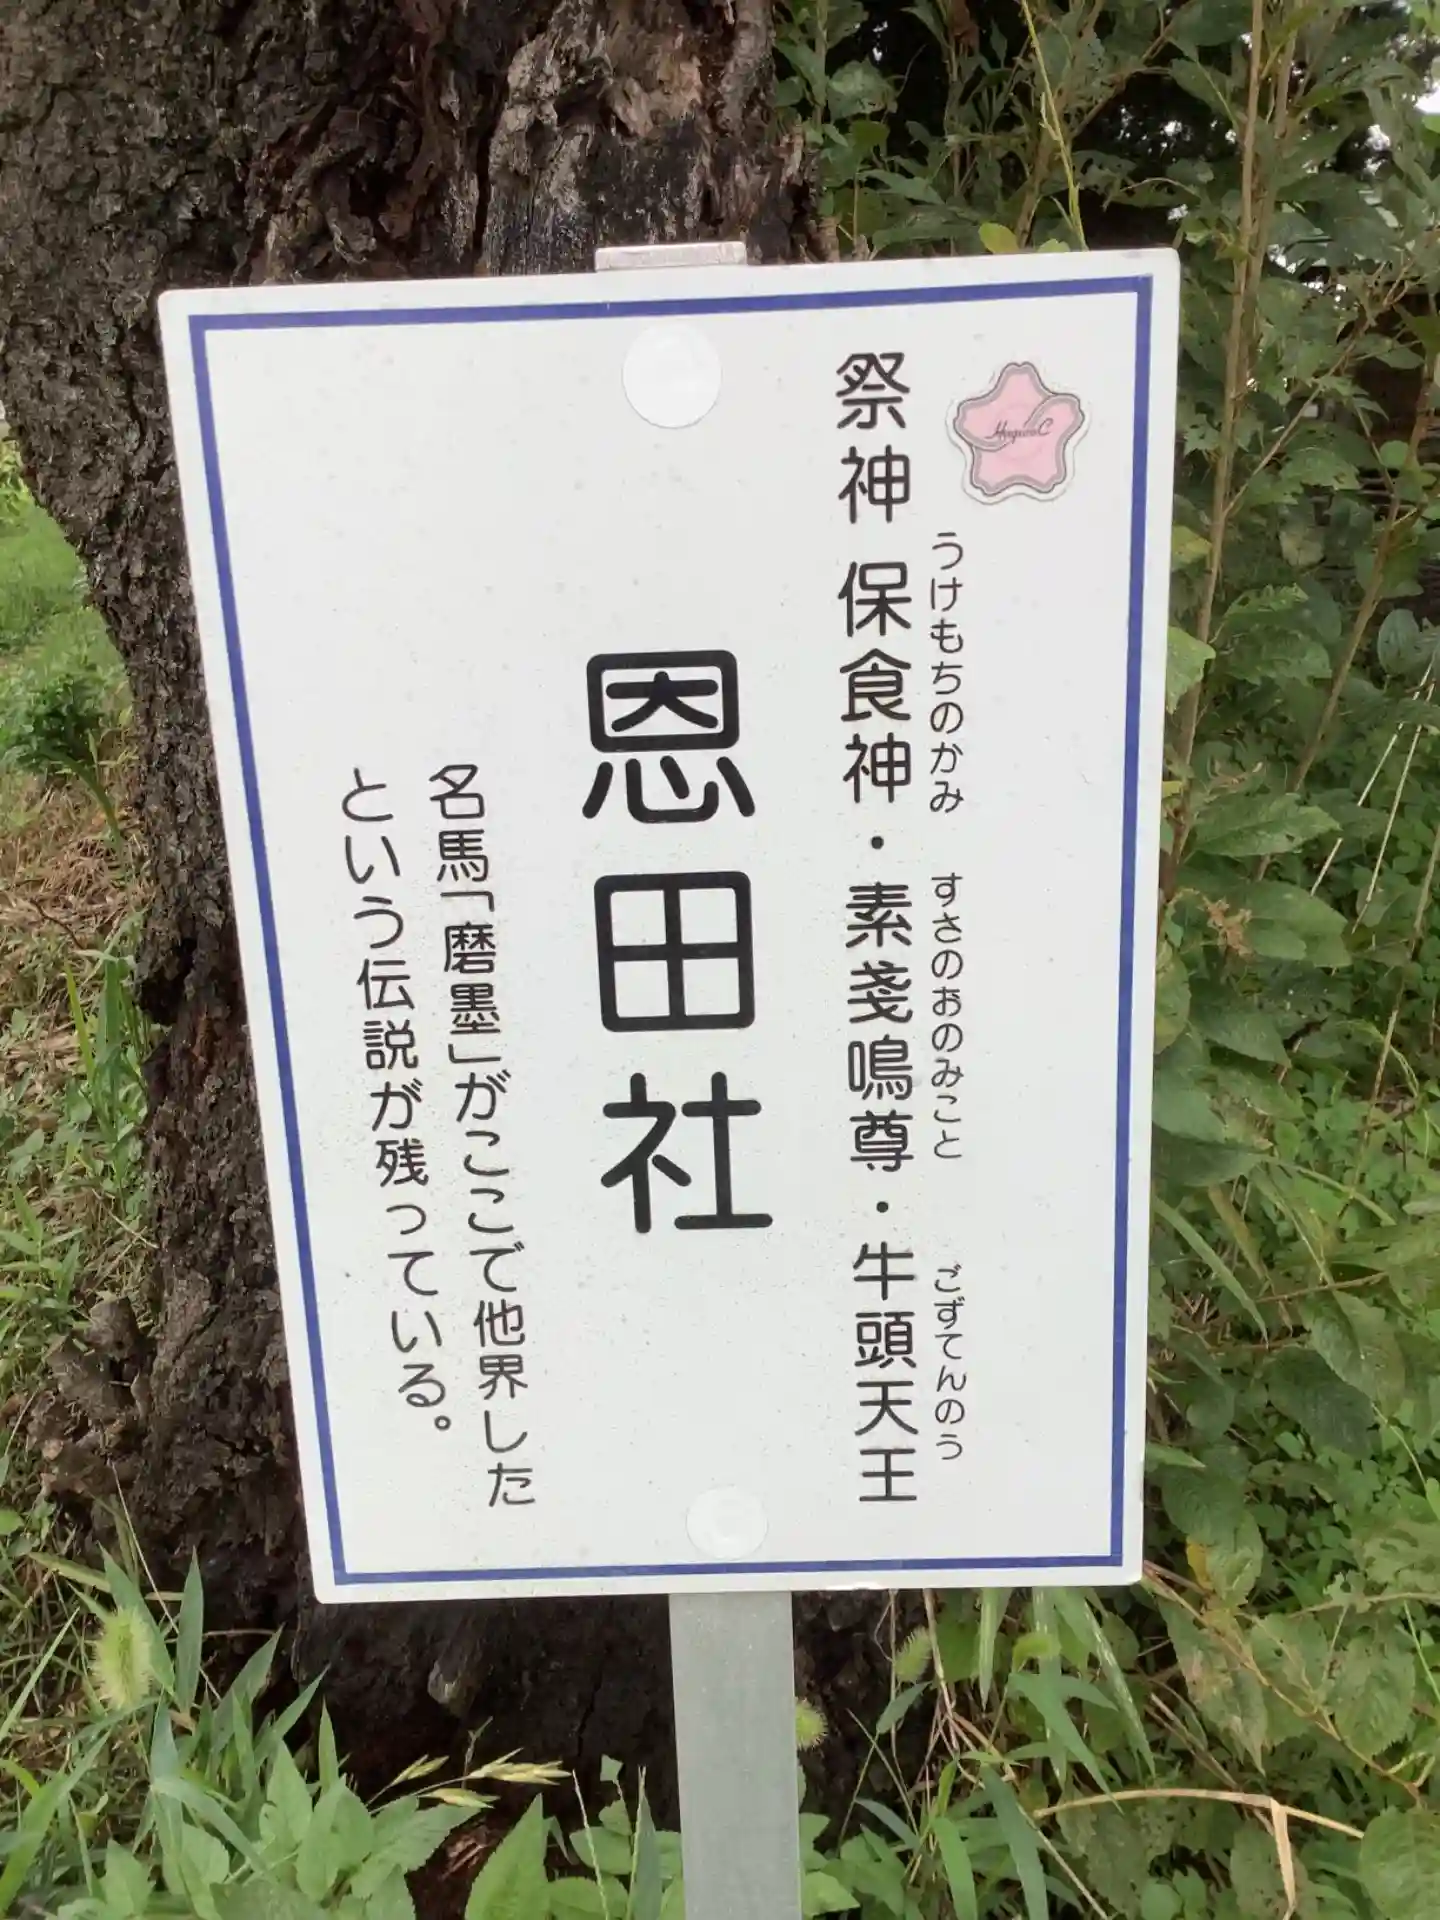 うけもちのかみ すさのおのみこと ごずてんのう
祭神 保食神・素戔嗚尊・牛頭天王
恩田社
名馬「磨墨」がここで他界した
という伝説が残っている。